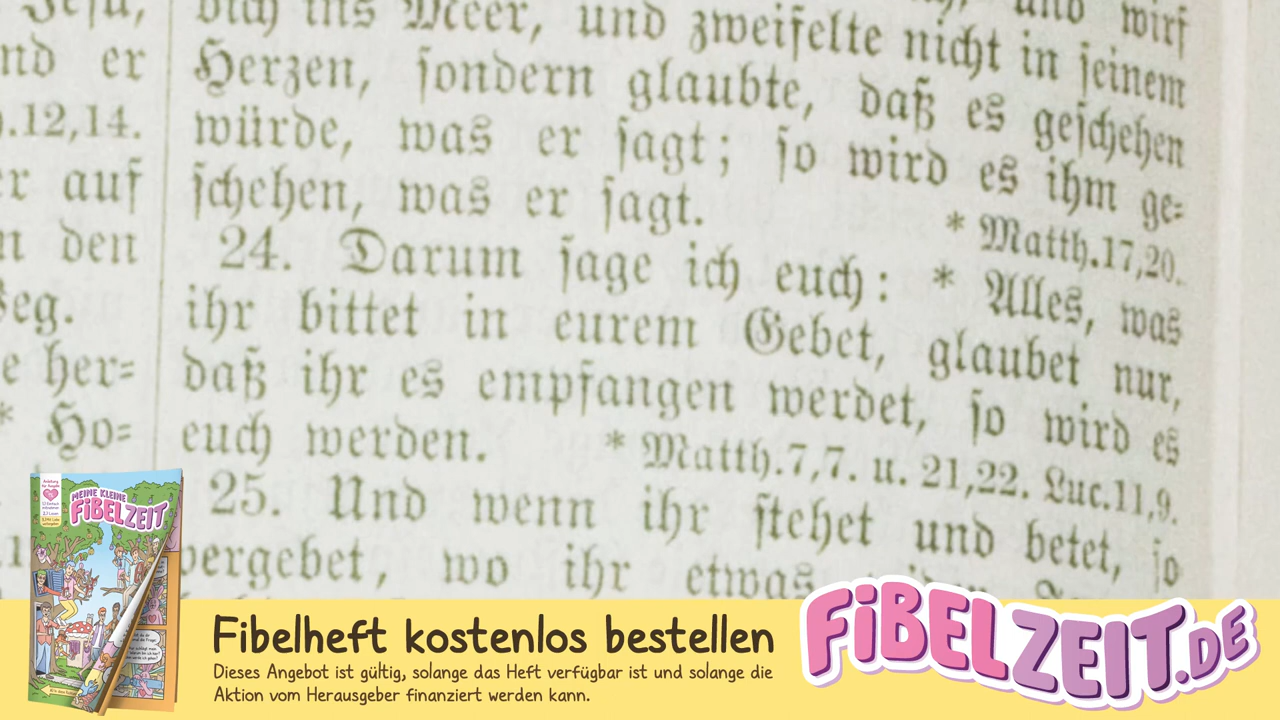 Jesu,
nd er
).12,14.
er auf
n den
eg.
e her=
* Ho=
dich ins Meer, und zweifelte nicht in seinem
und wirf
Herzen, ſondern glaubte, daß es geſchehen
würde, was er ſagt; ſo wird es ihm ge=
ſchehen, was er ſagt.
* Matth.17,20.
24. Darum ſage ich euch: * Alles, was
ihr bittet in eurem Gebet, glaubet nur,
daß ihr es empfangen werdet, ſo wird es
euch werden. * Matth.7,7. u. 21,22. Luc.11,9.
25. Und wenn ihr ſtehet und betet, ſo
vergebet, wo ihr etwas
MEINE KLEINE
FiBELZEIT
Fibelheft kostenlos bestellen
Dieses Angebot ist gültig, solange das Heft verfügbar ist und solange die
Aktion vom Herausgeber finanziert werden kann.
FiBELZEIT.DE